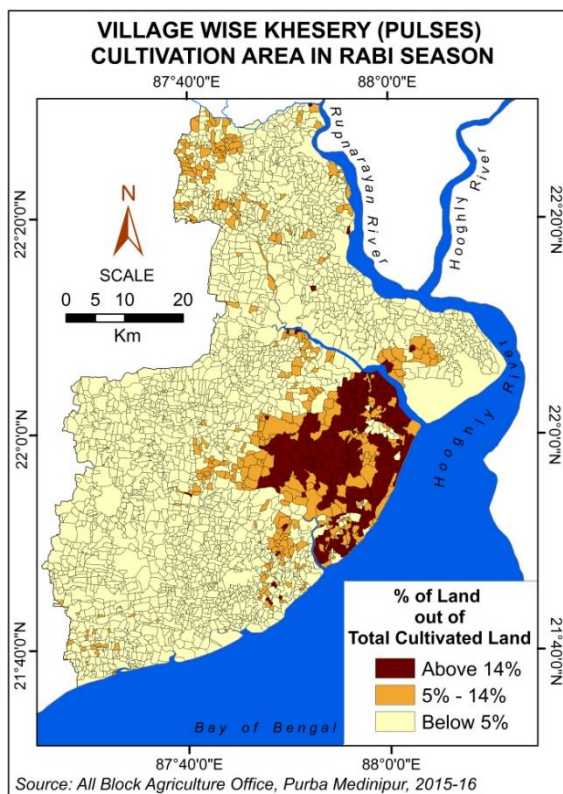 VILLAGE WISE KHESERY (PULSES)
CULTIVATION AREA IN RABI SEASON
87°40'0"E
88°0'0"E
Rupnarayan River
Hooghly River
N
22°20'0"N
22°20'0"N
SCALE
0 5 10 20
Km
22°0'0"N
22°0'0"N
Hooghly River
% of Land
out of
Total Cultivated Land
Above 14%
5% - 14%
Below 5%
21°40'0"N
21°40'0"N
Bay of Bengal
87°40'0"E
88°0'0"E
Source: All Block Agriculture Office, Purba Medinipur, 2015-16